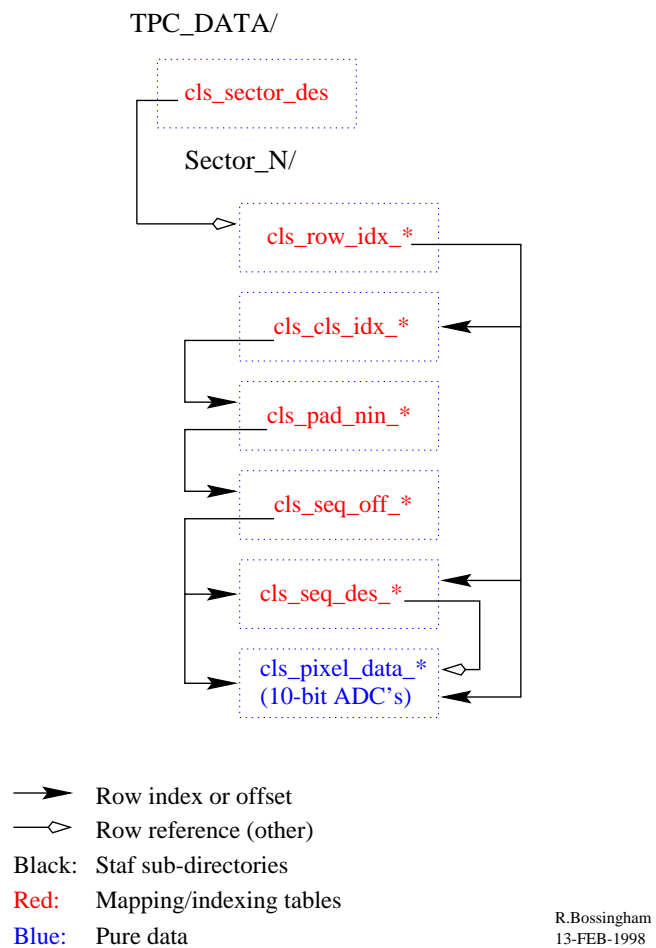 TPC_DATA/
cls_sector_des
Sector_N/
cls_row_idx_*
cls_cls_idx_*
cls_pad_nin_*
cls_seq_off_*
cls_seq_des_*
cls_pixel_data_*
(10-bit ADC's)
Row index or offset
Row reference (other)
Black: Staf sub-directories
Red: Mapping/indexing tables
Blue: Pure data
R.Bossingham
13-FEB-1998